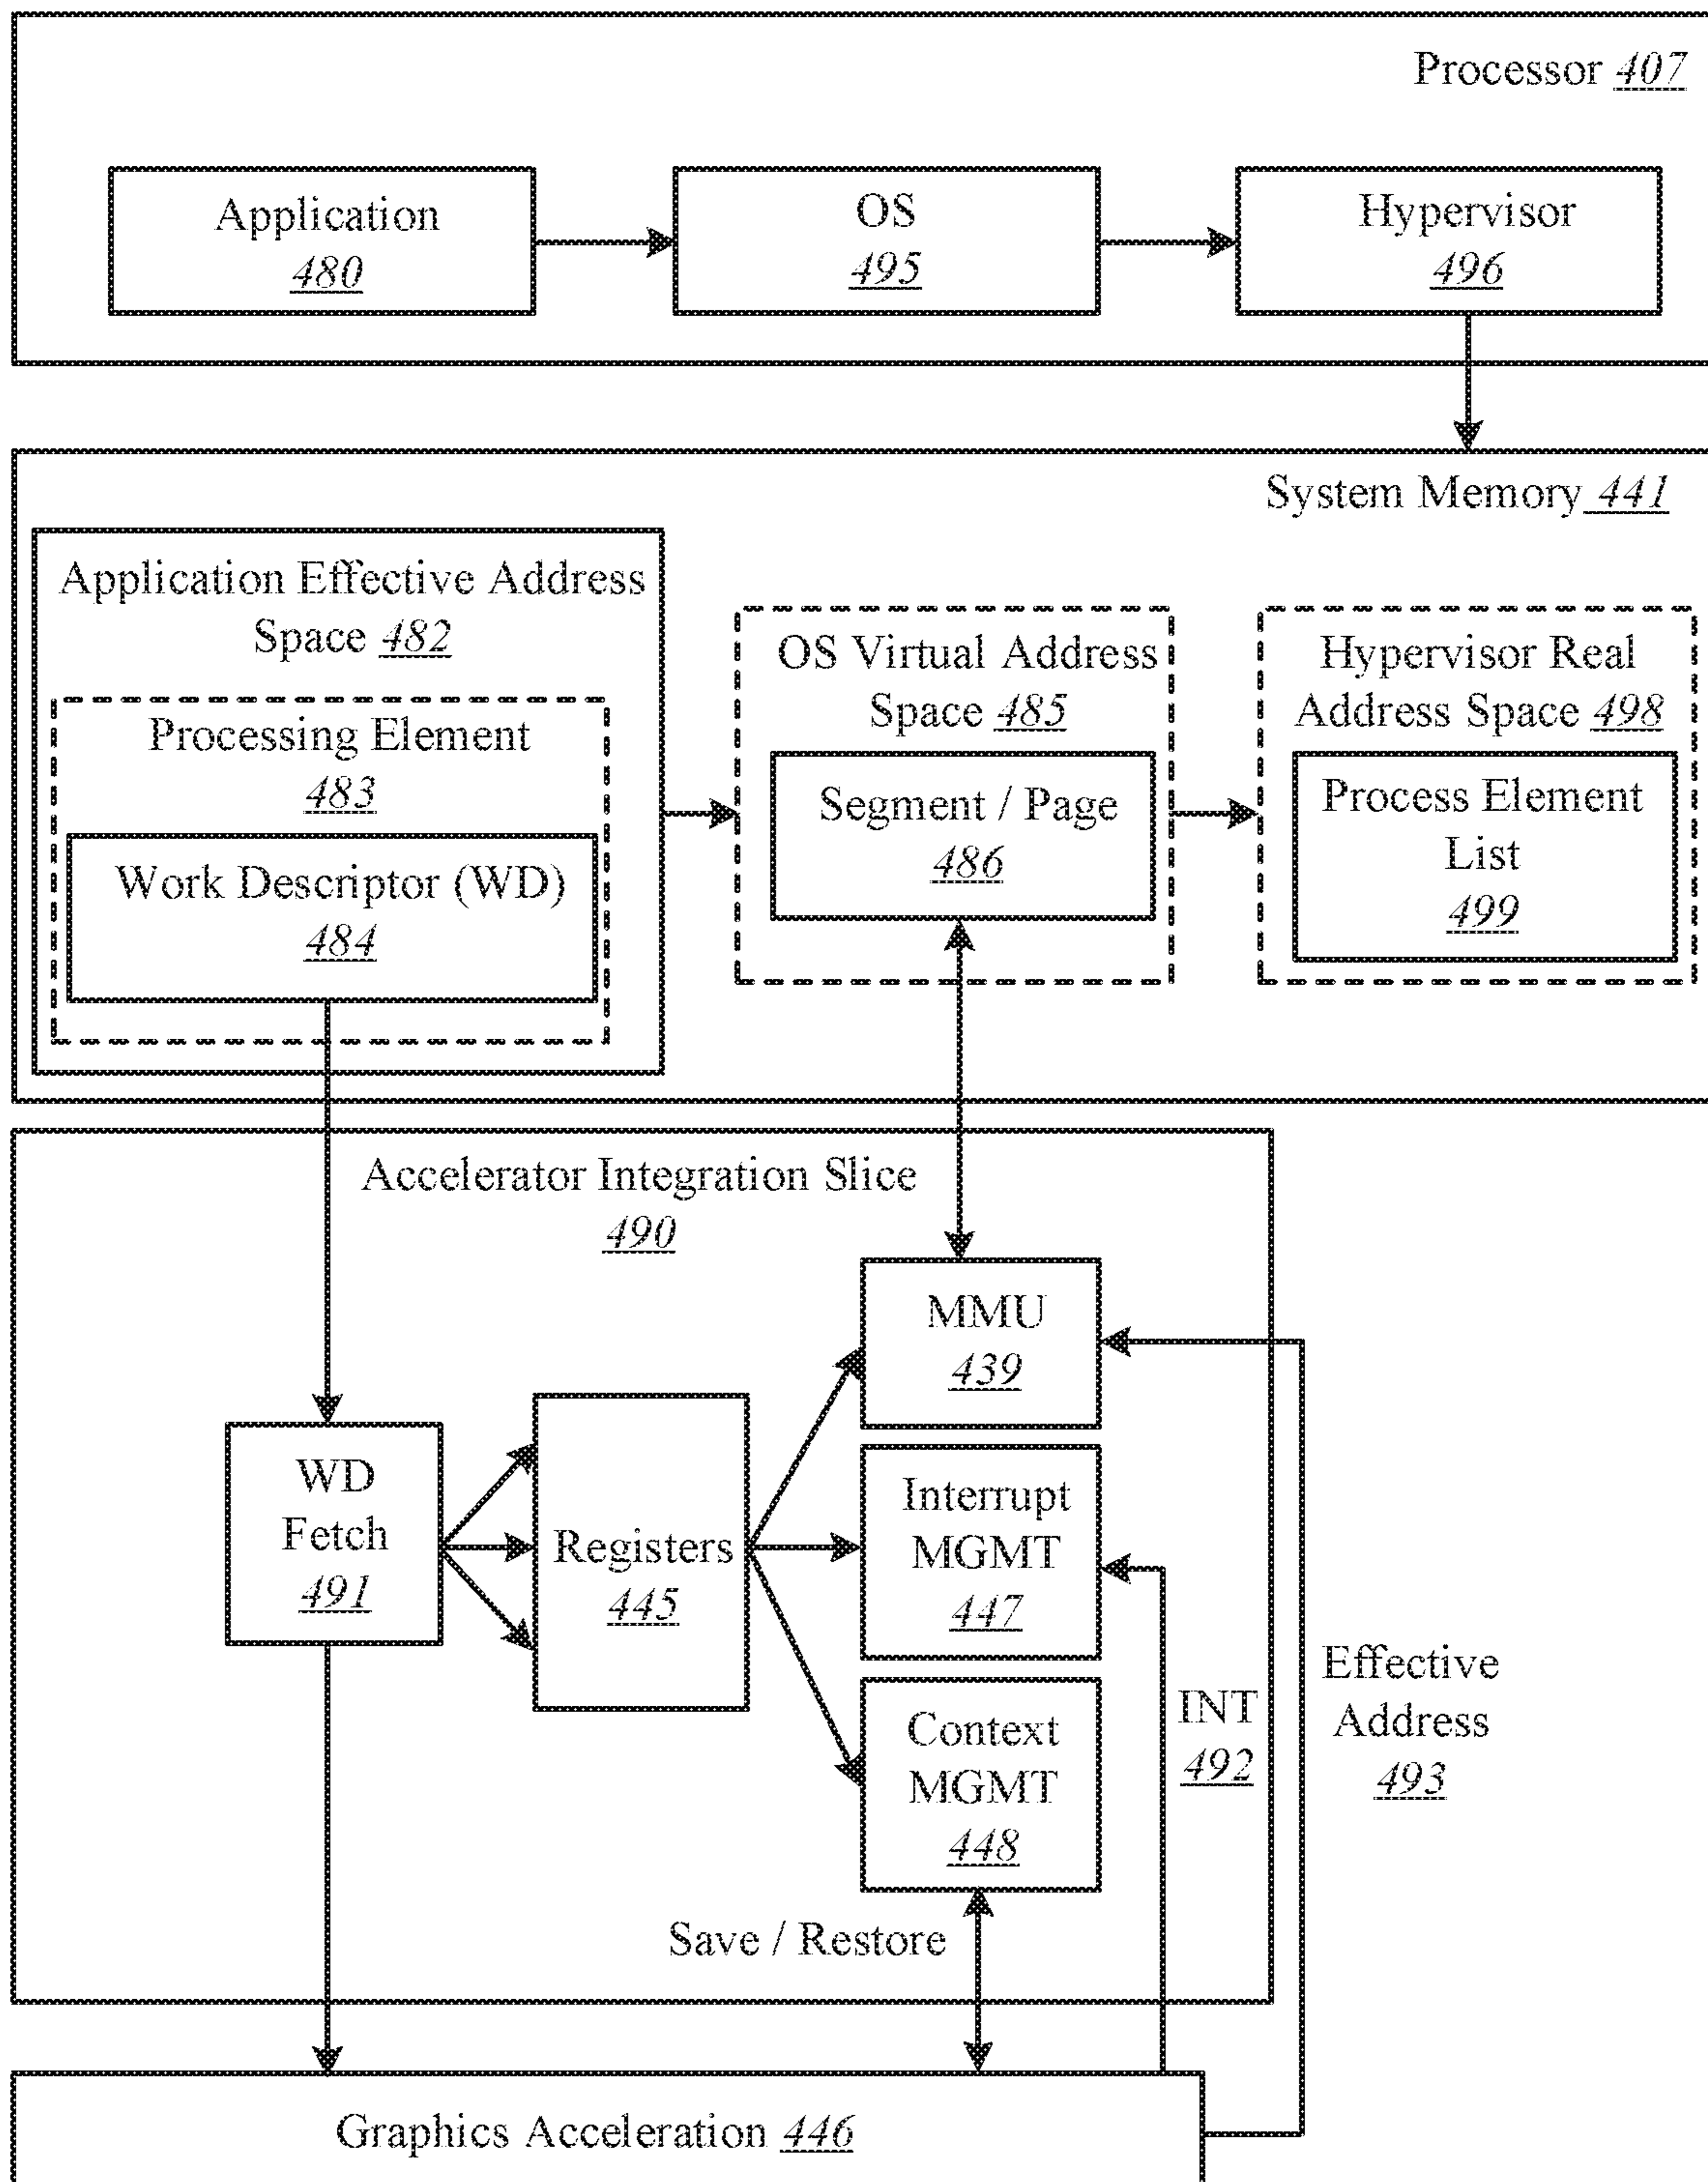 Processor 407
Application
480
OS
495
Hypervisor
496
System Memory 441
Application Effective Address
Space 482
Processing Element
483
Work Descriptor (WD)
484
OS Virtual Address
Space 485
Segment / Page
486
Hypervisor Real
Address Space 498
Process Element
List
499
Accelerator Integration Slice
490
MMU
439
WD
Fetch
491
Registers
445
Interrupt
MGMT
447
Context
MGMT
448
INT
492
Effective
Address
493
Save / Restore
Graphics Acceleration 446